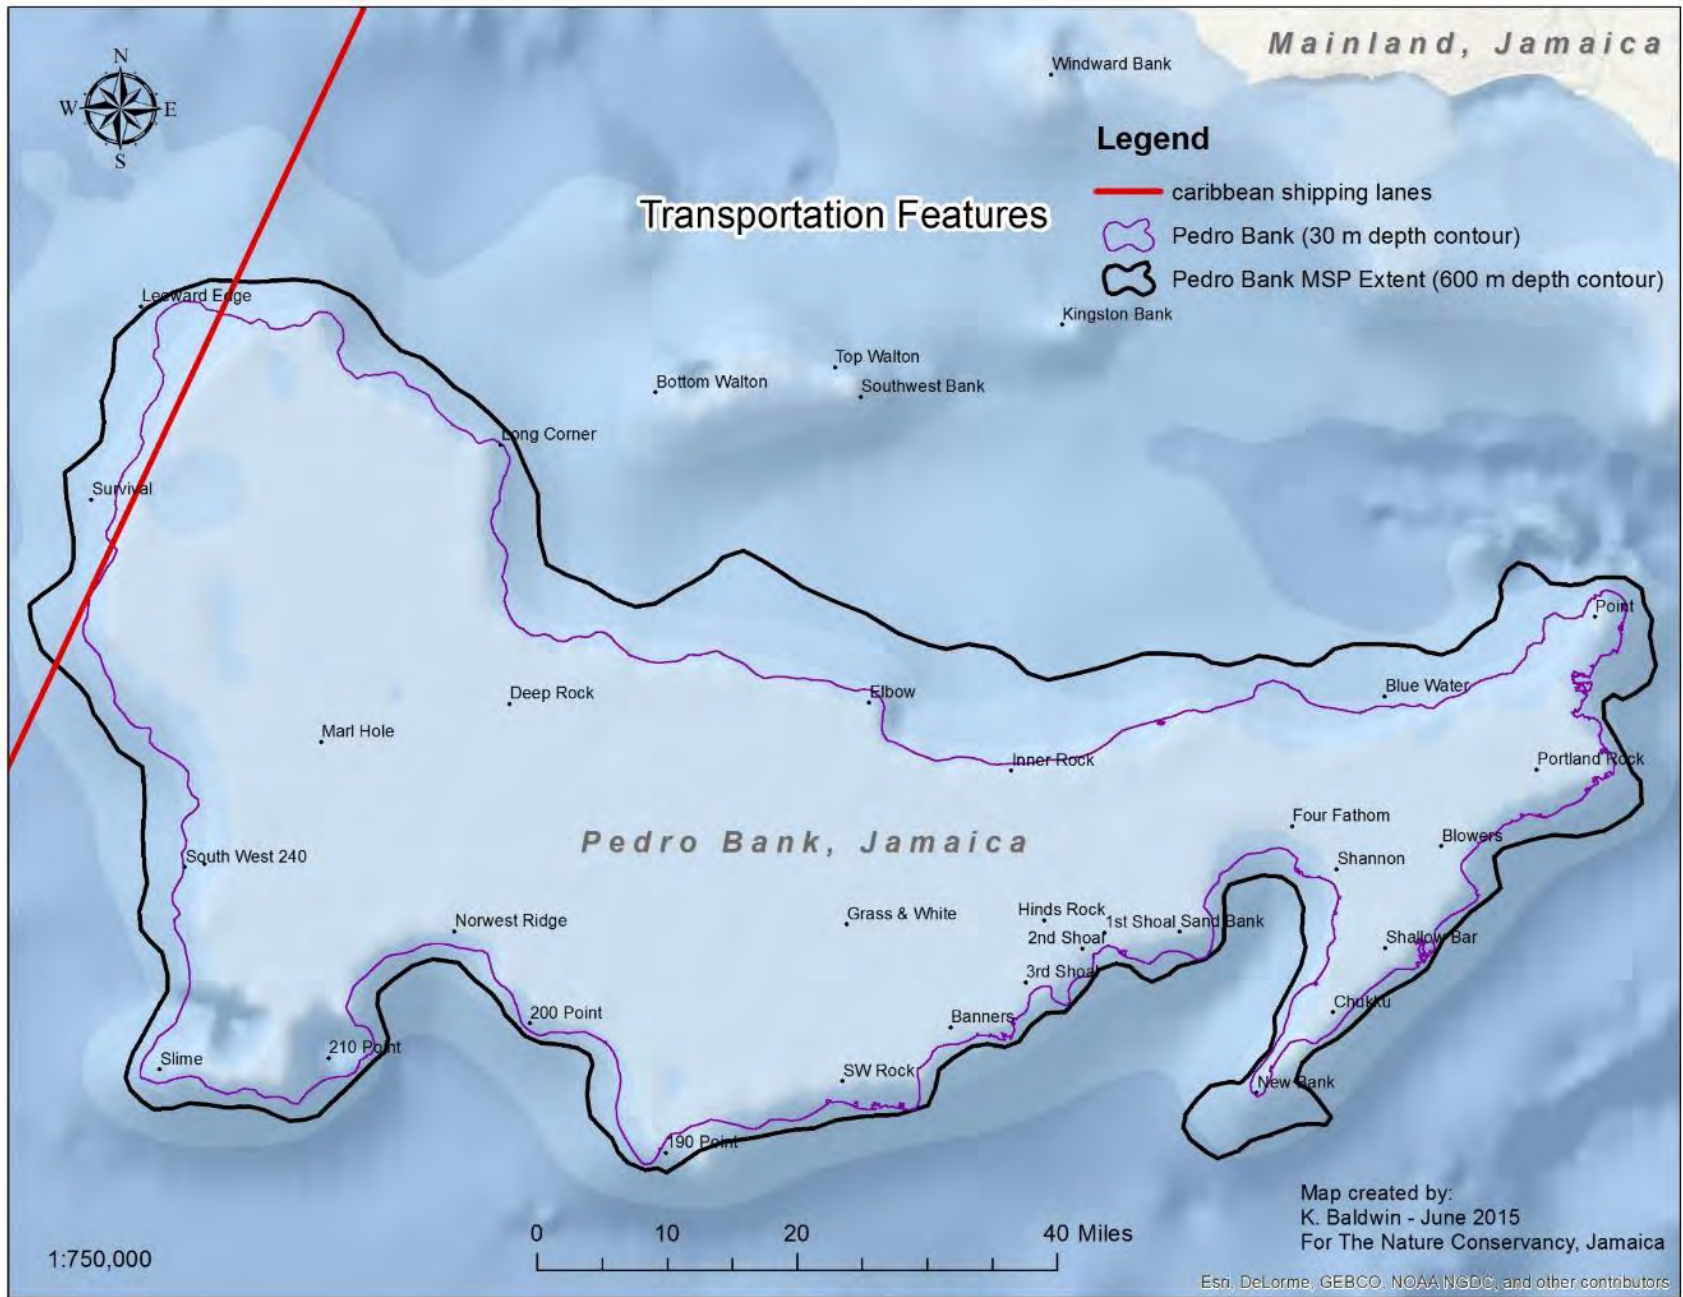 Mainland, Jamaica
Windward Bank
N
W
E
S
Legend
caribbean shipping lanes
Pedro Bank (30 m depth contour)
Pedro Bank MSP Extent (600 m depth contour)
Transportation Features
Leeward Edge
Kingston Bank
Top Walton
Bottom Walton
Southwest Bank
Long Corner
Survival
Point
Blue Water
Deep Rock
Elbow
Marl Hole
Inner Rock
Portland Rock
Four Fathom
Pedro Bank, Jamaica
Blowers
South West 240
Shannon
Norwest Ridge
Grass & White
Hinds Rock
1st Shoal
Sand Bank
2nd Shoal
Shallow Bar
3rd Shoal
Chukku
200 Point
Banners
210 Point
Slime
SW Rock
New Bank
190 Point
Map created by:
K. Baldwin - June 2015
For The Nature Conservancy, Jamaica
0 10 20 40 Miles
1:750,000
Esri, DeLorme, GEBCO, NOAA NGDC, and other contributors